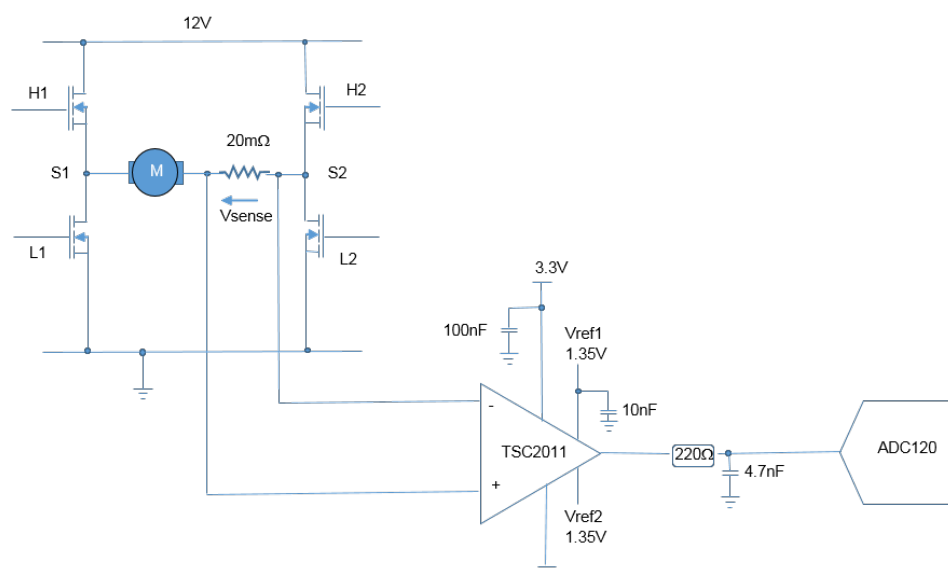 12V
H1
H2
20mΩ
M
S1
S2
Vsense
L1
L2
3.3V
100nF
Vref1
1.35V
10nF
-
TSC2011
+
220Ω
4.7nF
ADC120
Vref2
1.35V